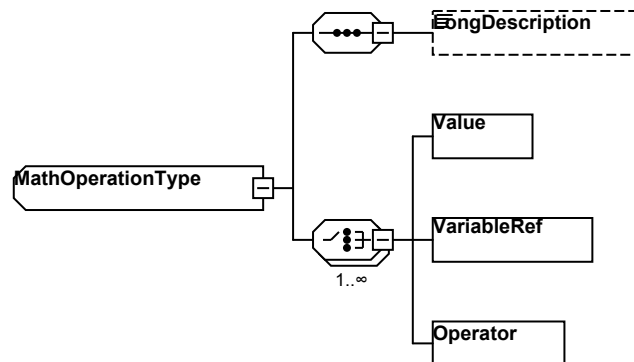 LongDescription
Value
MathOperationType
VariableRef
1..∞
Operator